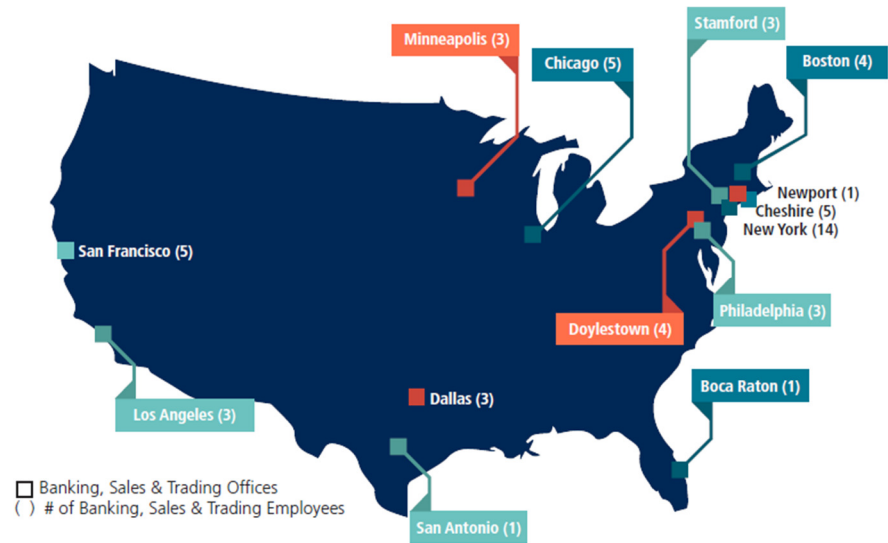 Minneapolis (3)
Stamford (3)
Chicago (5)
Boston (4)
Newport (1)
Cheshire (5)
New York (14)
San Francisco (5)
Philadelphia (3)
Doylestown (4)
Boca Raton (1)
Dallas (3)
Los Angeles (3)
Banking, Sales & Trading Offices
( ) # of Banking, Sales & Trading Employees
San Antonio (1)